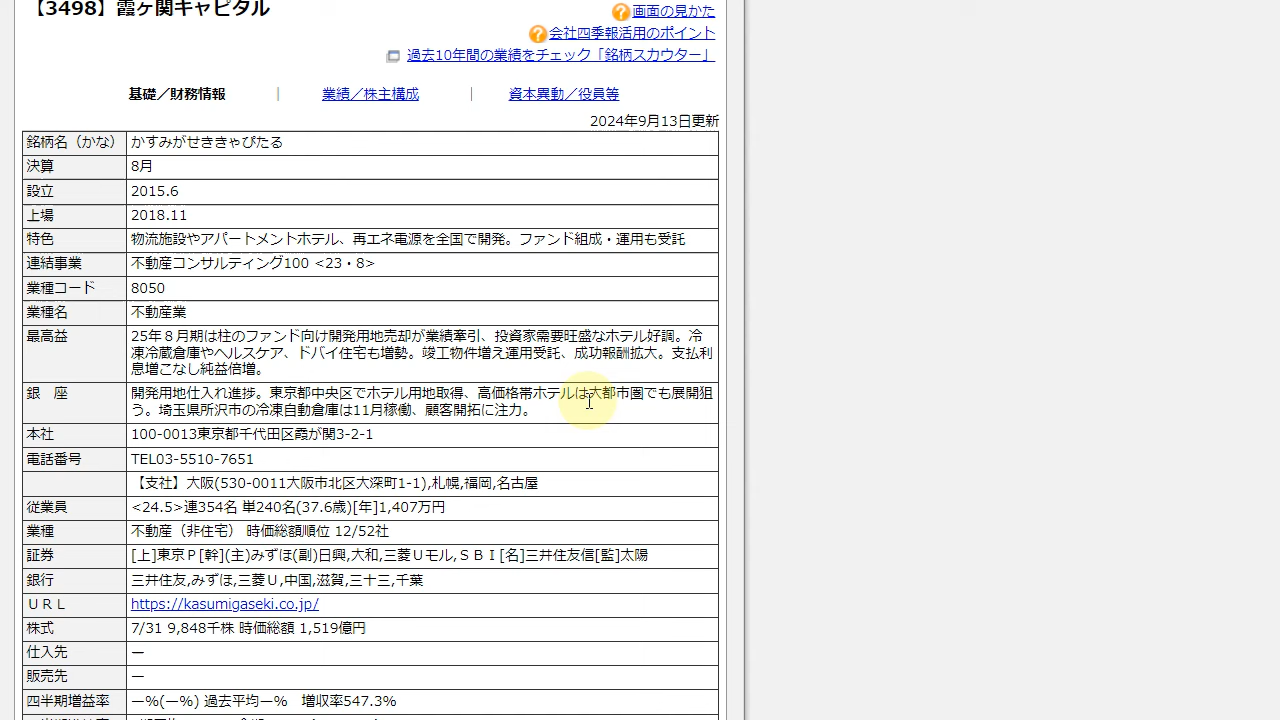 【3498】霞ヶ関キャピタル
画面の見かた
会社四季報活用のポイント
過去10年間の業績をチェック「銘柄スカウター」
基礎／財務情報 | 業績／株主構成 | 資本異動／役員等
2024年9月13日更新
銘柄名（かな） かすみがせききゃぴたる
決算 8月
設立 2015.6
上場 2018.11
特色 物流施設やアパートメントホテル、再エネ電源を全国で開発。ファンド組成・運用も受託
連結事業 不動産コンサルティング100 <23・8>
業種コード 8050
業種名 不動産業
最高益 25年８月期は柱のファンド向け開発用地売却が業績牽引、投資家需要旺盛なホテル好調。冷
凍冷蔵倉庫やヘルスケア、ドバイ住宅も増勢。竣工物件増え運用受託、成功報酬拡大。支払利
息増こなし純益倍増。
銀　座 開発用地仕入れ進捗。東京都中央区でホテル用地取得、高価格帯ホテルは大都市圏でも展開狙
う。埼玉県所沢市の冷凍自動倉庫は11月稼働、顧客開拓に注力。
本社 100-0013東京都千代田区霞が関3-2-1
電話番号 TEL03-5510-7651
【支社】大阪(530-0011大阪市北区大深町1-1),札幌,福岡,名古屋
従業員 <24.5>連354名 単240名(37.6歳)[年]1,407万円
業種 不動産（非住宅） 時価総額順位 12/52社
証券 [上]東京Ｐ[幹](主)みずほ(副)日興,大和,三菱Ｕモル,ＳＢＩ[名]三井住友信[監]太陽
銀行 三井住友,みずほ,三菱Ｕ,中国,滋賀,三十三,千葉
ＵＲＬ https://kasumigaseki.co.jp/
株式 7/31 9,848千株 時価総額 1,519億円
仕入先 ―
販売先 ―
四半期増益率 ―%(―%) 過去平均―%　増収率547.3%